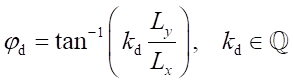 φ_d = tan⁻¹ ( k_d L_y / L_x ), k_d ∈ ℚ